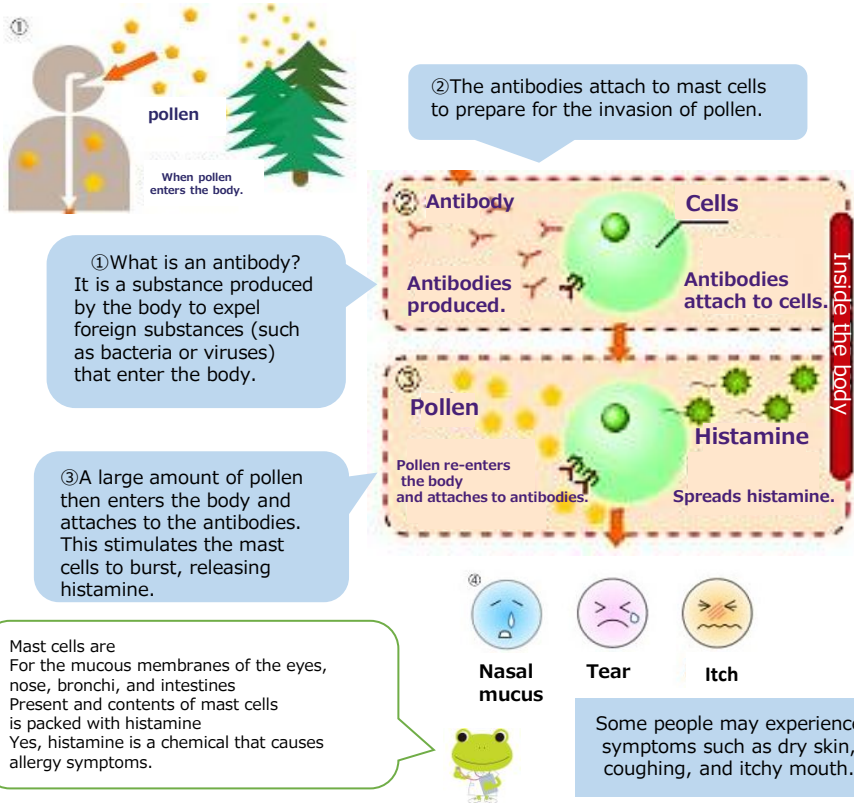 ①
pollen
When pollen
enters the body.
②The antibodies attach to mast cells
to prepare for the invasion of pollen.
①What is an antibody?
It is a substance produced
by the body to expel
foreign substances (such
as bacteria or viruses)
that enter the body.
② Antibody
Cells
Antibodies
produced.
Antibodies
attach to cells.
Inside the body
③
Pollen
Histamine
Pollen re-enters
the body
and attaches to antibodies.
Spreads histamine.
③A large amount of pollen
then enters the body and
attaches to the antibodies.
This stimulates the mast
cells to burst, releasing
histamine.
④
Nasal
mucus
Tear
Itch
Mast cells are
For the mucous membranes of the eyes,
nose, bronchi, and intestines
Present and contents of mast cells
is packed with histamine
Yes, histamine is a chemical that causes
allergy symptoms.
Some people may experience
symptoms such as dry skin,
coughing, and itchy mouth.